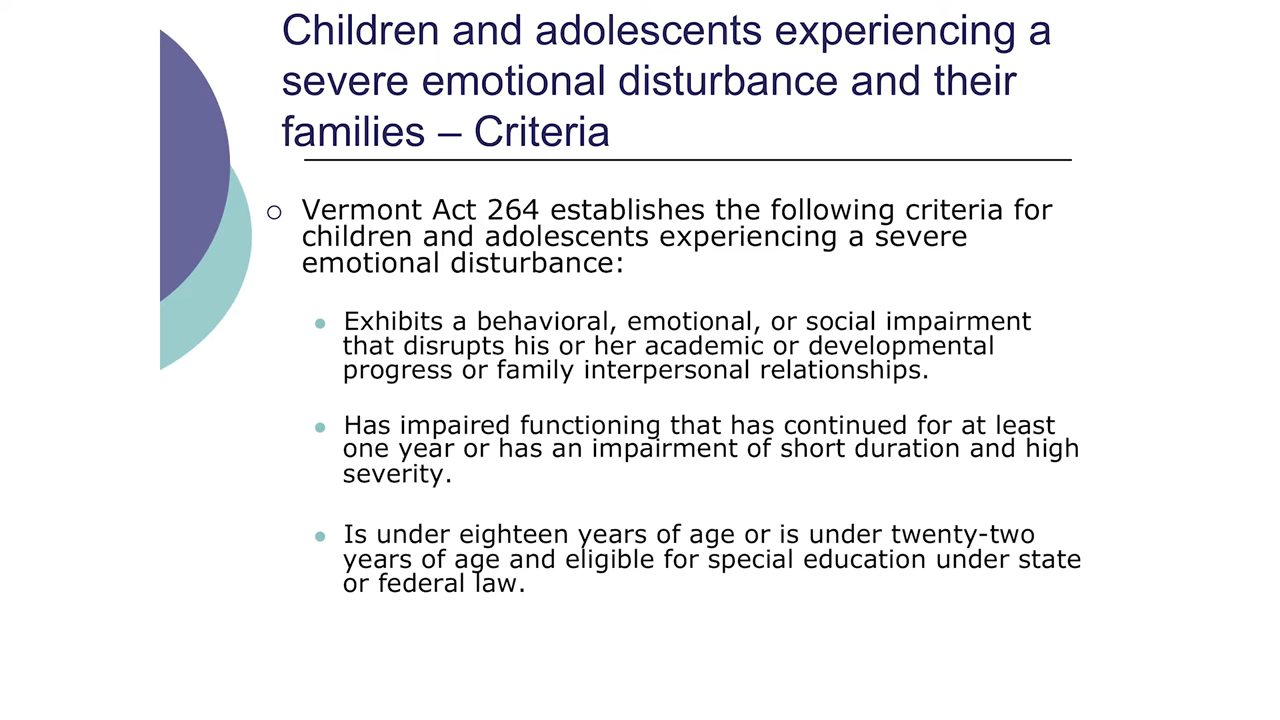 Children and adolescents experiencing a
severe emotional disturbance and their
families – Criteria
Vermont Act 264 establishes the following criteria for
children and adolescents experiencing a severe
emotional disturbance:
Exhibits a behavioral, emotional, or social impairment
that disrupts his or her academic or developmental
progress or family interpersonal relationships.
Has impaired functioning that has continued for at least
one year or has an impairment of short duration and high
severity.
Is under eighteen years of age or is under twenty-two
years of age and eligible for special education under state
or federal law.